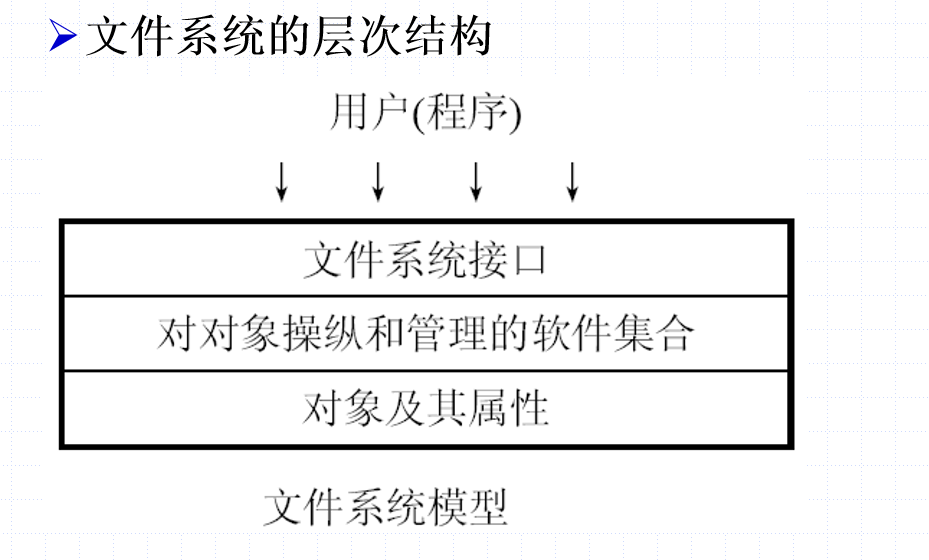 文件系统的层次结构
用户(程序)
文件系统接口
对对象操纵和管理的软件集合
对象及其属性
文件系统模型